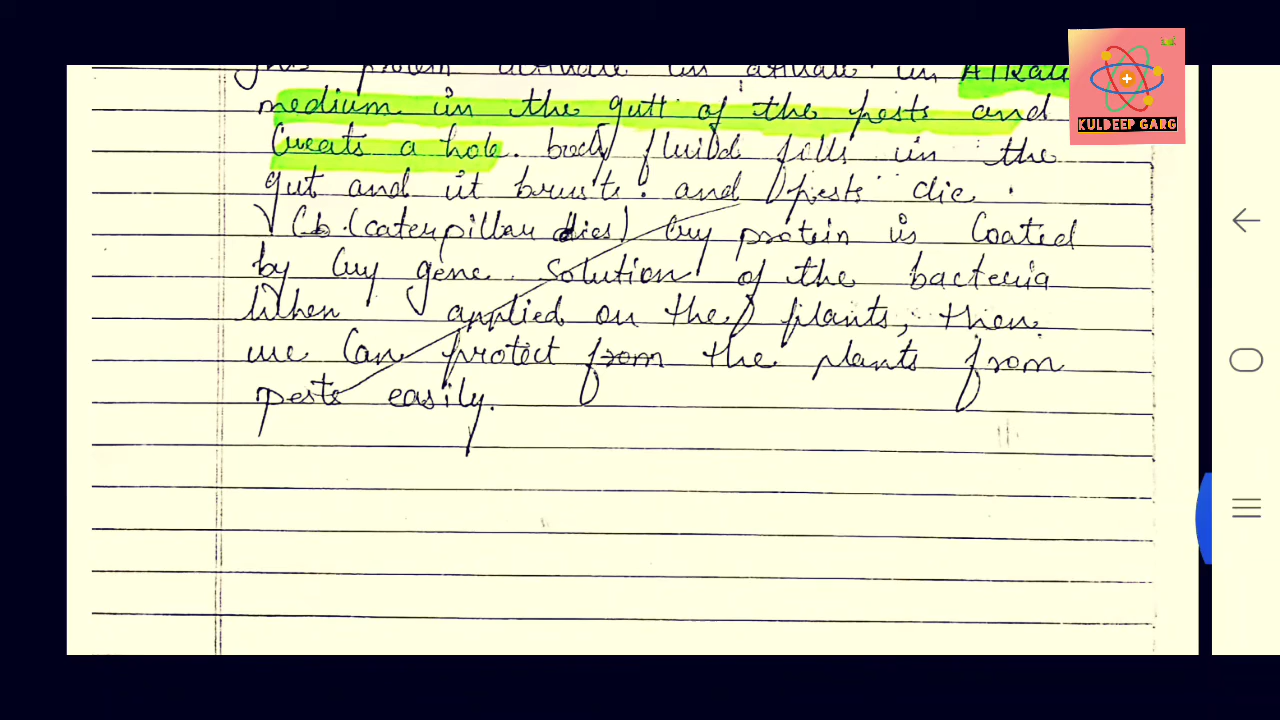 medium in the gutt of the pests and
Creats a hole. body fluid fills in the
gut and it brusts. and pests die.
(b.(caterpillar dies) Cry protein is Coated
by Cry gene. Solution of the bacteria
When applied on the plants, then
we Can protect from the plants from
pests easily.
KULDEEP GARG